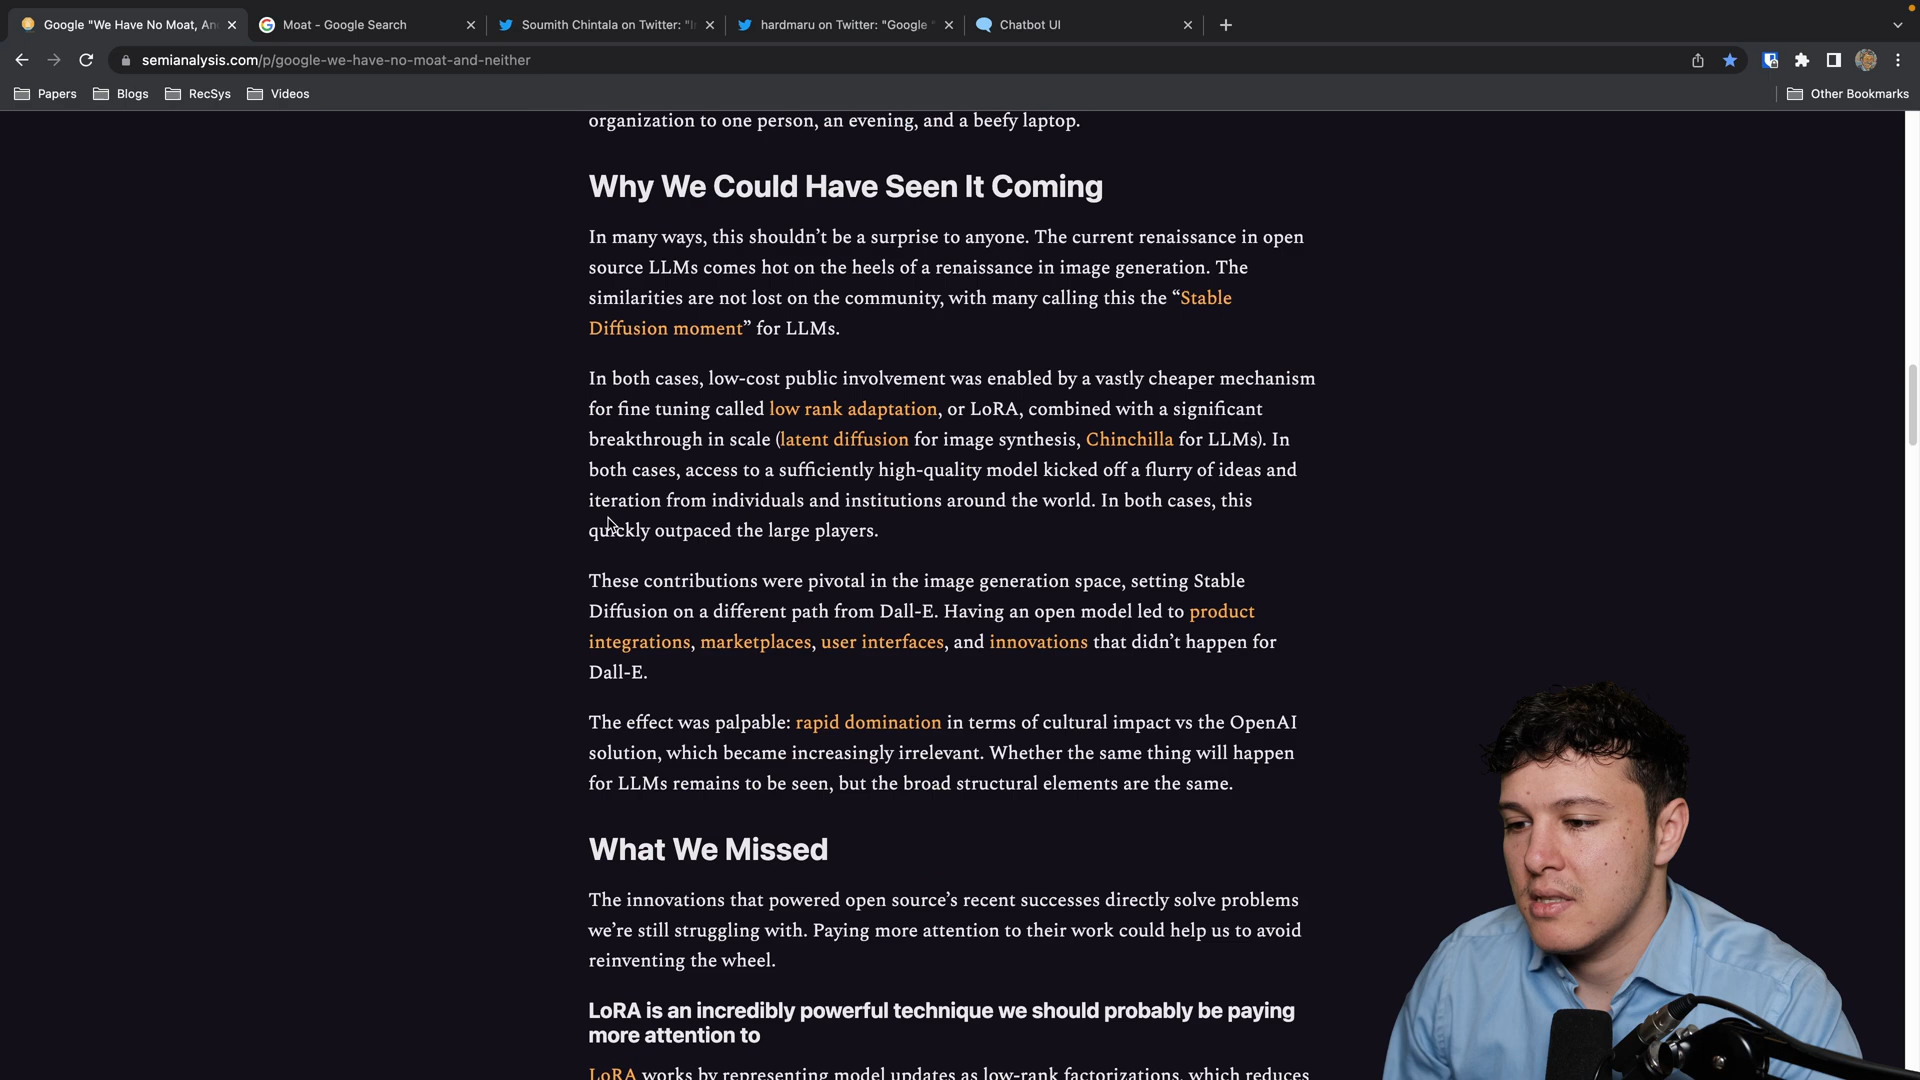 Google "We Have No Moat, An
Moat - Google Search
Soumith Chintala on Twitter: "I
hardmaru on Twitter: "Google "
Chatbot UI
semianalysis.com/p/google-we-have-no-moat-and-neither
Papers
Blogs
RecSys
Videos
Other Bookmarks
organization to one person, an evening, and a beefy laptop.
Why We Could Have Seen It Coming
In many ways, this shouldn’t be a surprise to anyone. The current renaissance in open
source LLMs comes hot on the heels of a renaissance in image generation. The
similarities are not lost on the community, with many calling this the “Stable
Diffusion moment” for LLMs.
In both cases, low-cost public involvement was enabled by a vastly cheaper mechanism
for fine tuning called low rank adaptation, or LoRA, combined with a significant
breakthrough in scale (latent diffusion for image synthesis, Chinchilla for LLMs). In
both cases, access to a sufficiently high-quality model kicked off a flurry of ideas and
iteration from individuals and institutions around the world. In both cases, this
quickly outpaced the large players.
These contributions were pivotal in the image generation space, setting Stable
Diffusion on a different path from Dall-E. Having an open model led to product
integrations, marketplaces, user interfaces, and innovations that didn’t happen for
Dall-E.
The effect was palpable: rapid domination in terms of cultural impact vs the OpenAI
solution, which became increasingly irrelevant. Whether the same thing will happen
for LLMs remains to be seen, but the broad structural elements are the same.
What We Missed
The innovations that powered open source’s recent successes directly solve problems
we’re still struggling with. Paying more attention to their work could help us to avoid
reinventing the wheel.
LoRA is an incredibly powerful technique we should probably be paying
more attention to
LoRA works by representing model updates as low-rank factorizations, which reduces